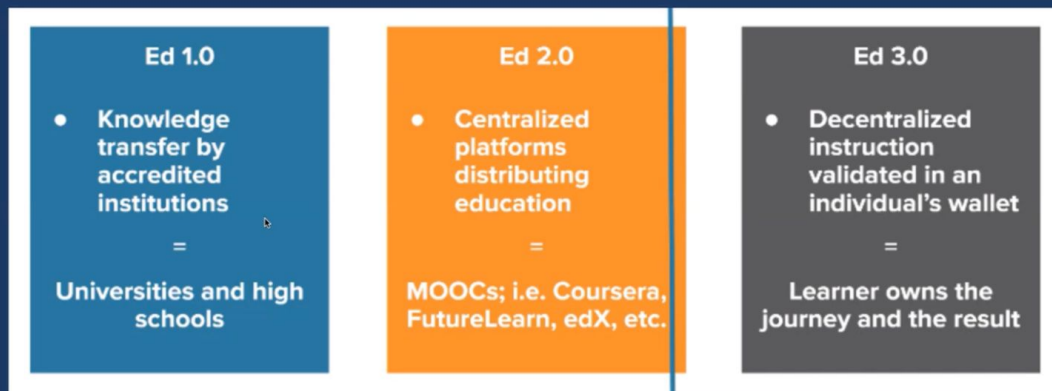 Ed 1.0
● Knowledge
transfer by
accredited
institutions
=
Universities and high
schools
Ed 2.0
● Centralized
platforms
distributing
education
=
MOOCs; i.e. Coursera,
FutureLearn, edX, etc.
Ed 3.0
● Decentralized
instruction
validated in an
individual's wallet
=
Learner owns the
journey and the result